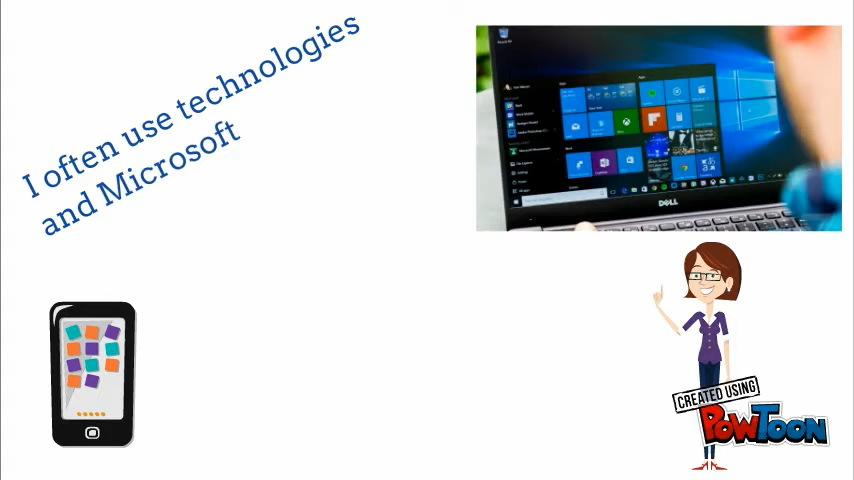 I often use technologies
and Microsoft
DELL
CREATED USING
POWTOON